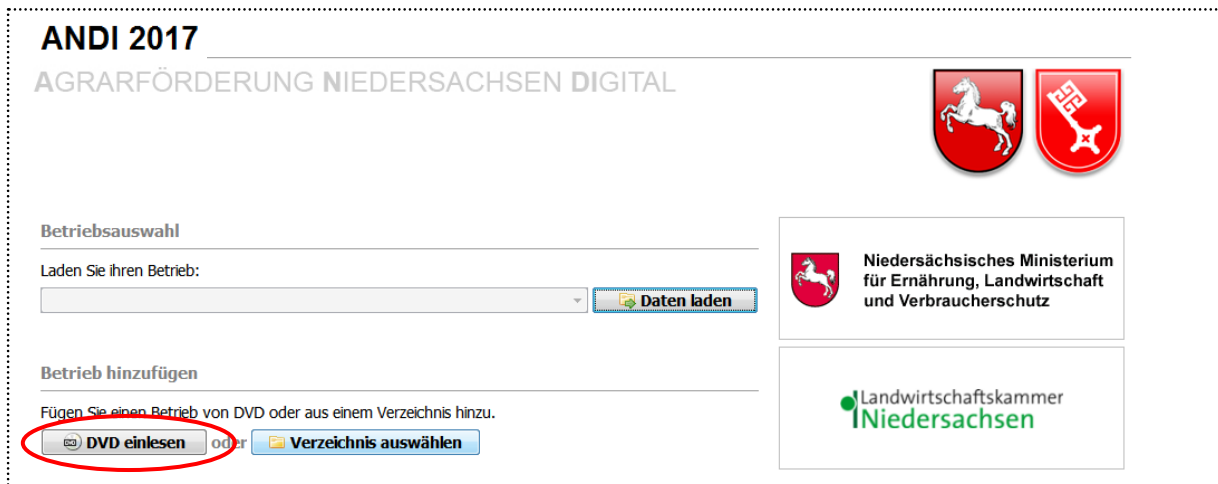 ANDI 2017
AGRARFÖRDERUNG NIEDERSACHSEN DIGITAL
Betriebsauswahl
Laden Sie ihren Betrieb:
Daten laden
Betrieb hinzufügen
Fügen Sie einen Betrieb von DVD oder aus einem Verzeichnis hinzu.
DVD einlesen oder Verzeichnis auswählen
Niedersächsisches Ministerium
für Ernährung, Landwirtschaft
und Verbraucherschutz
Landwirtschaftskammer
Niedersachsen